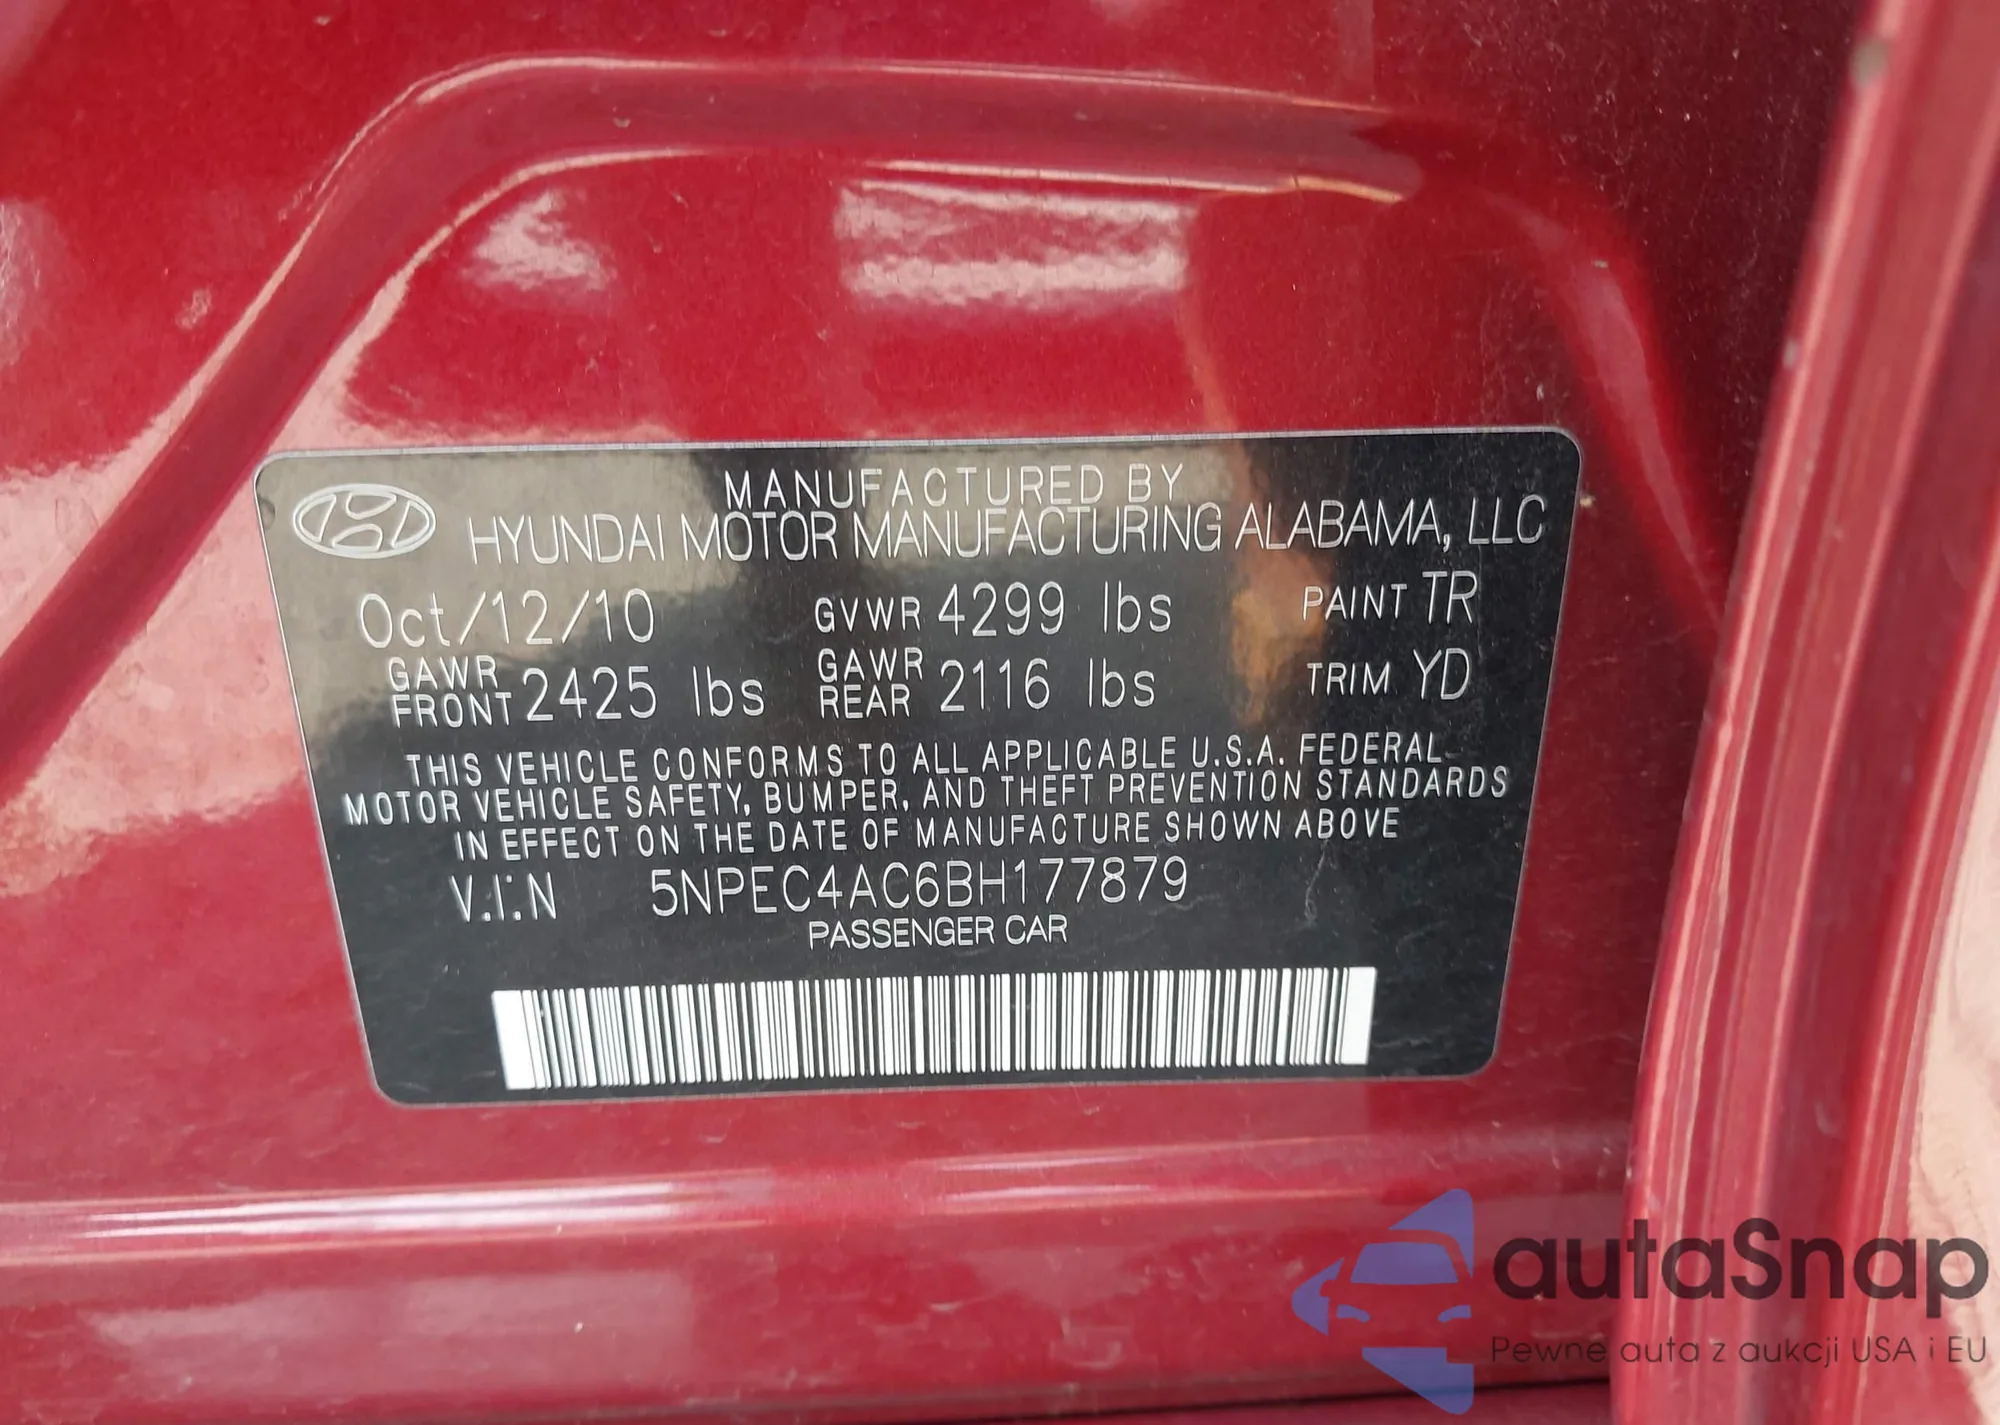 MANUFACTURED BY
HYUNDAI MOTOR MANUFACTURING ALABAMA, LLC
Oct/12/10 GVWR 4299 lbs PAINT TR
GAWR FRONT 2425 lbs GAWR REAR 2116 lbs TRIM YD
THIS VEHICLE CONFORMS TO ALL APPLICABLE U.S.A. FEDERAL
MOTOR VEHICLE SAFETY, BUMPER, AND THEFT PREVENTION STANDARDS
IN EFFECT ON THE DATE OF MANUFACTURE SHOWN ABOVE
V.I.N 5NPEC4AC6BH177879
PASSENGER CAR
autaSnap
Pewne auta z aukcji USA i EU